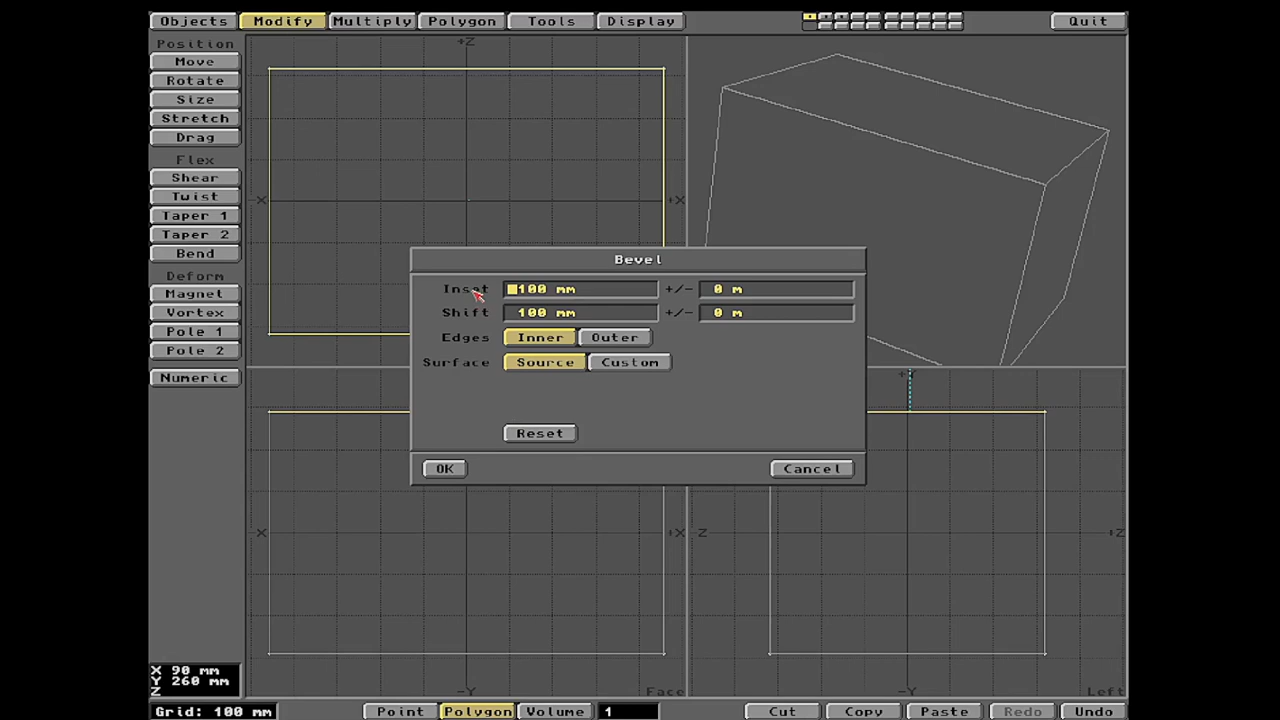 Objects Modify Multiply Polygon Tools Display Quit
Position
Move
Rotate
Size
Stretch
Drag
Flex
Shear
Twist
Taper 1
Taper 2
Bend
Deform
Magnet
Vortex
Pole 1
Pole 2
Numeric
+Z
-X +X
Bevel
Inset 100 mm +/- 0 m
Shift 100 mm +/- 0 m
Edges Inner Outer
Surface Source Custom
Reset
OK Cancel
+Y
-X +X Z +Z
-Y Face -Y Left
X 90 mm
Y 260 mm
Z
Grid: 100 mm Point Polygon Volume 1 Cut Copy Paste Redo Undo